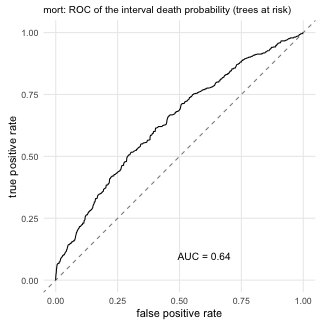 mort: ROC of the interval death probability (trees at risk)
1.00
0.75
0.50
0.25
0.00
true positive rate
AUC = 0.64
0.00 0.25 0.50 0.75 1.00
false positive rate